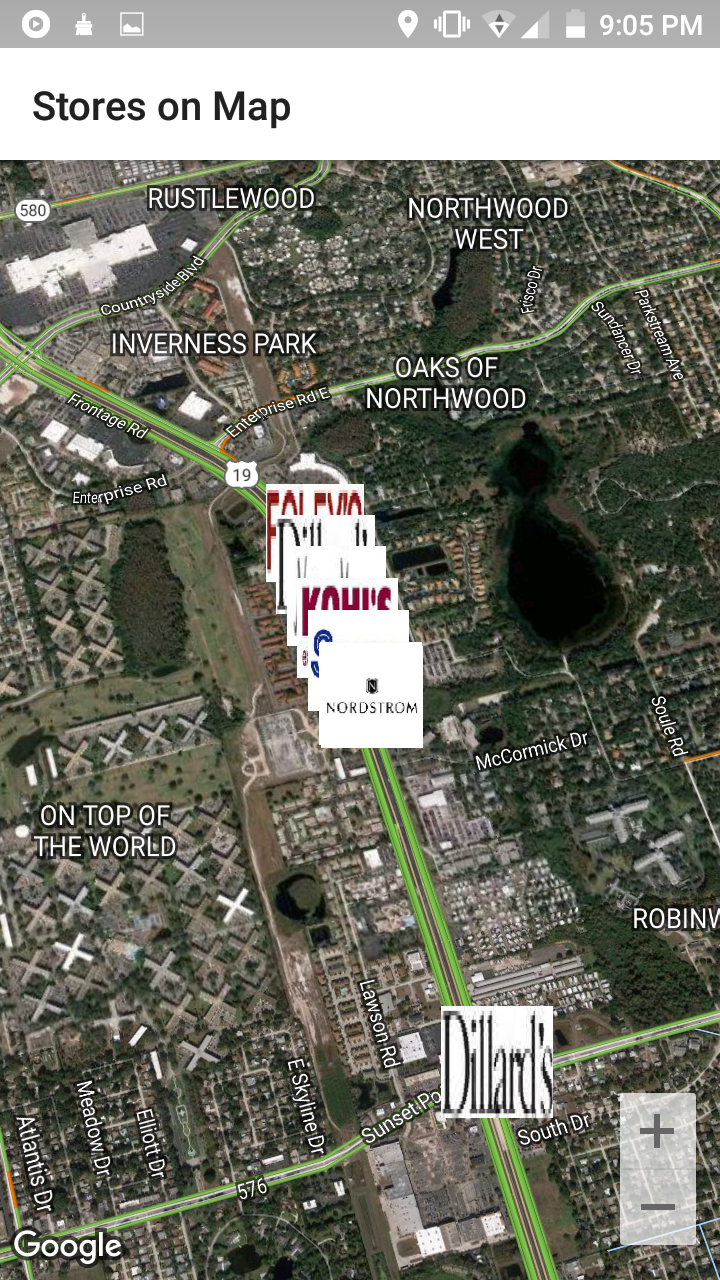 9:05 PM
Stores on Map
RUSTLEWOOD
580
NORTHWOOD
WEST
Countryside Blvd
Frisco Dr
Parkstream Ave
Sundancer Dr
INVERNESS PARK
OAKS OF
NORTHWOOD
Frontage Rd
Enterprise Rd E
19
Enterprise Rd
KOHL'S
NORDSTROM
Soule Rd
McCormick Dr
ON TOP OF
THE WORLD
ROBINW
Lawson Rd
Dillard's
E Skyline Dr
Sunset Po
South Dr
Meadow Dr
Elliott Dr
Atlantis Dr
576
Google